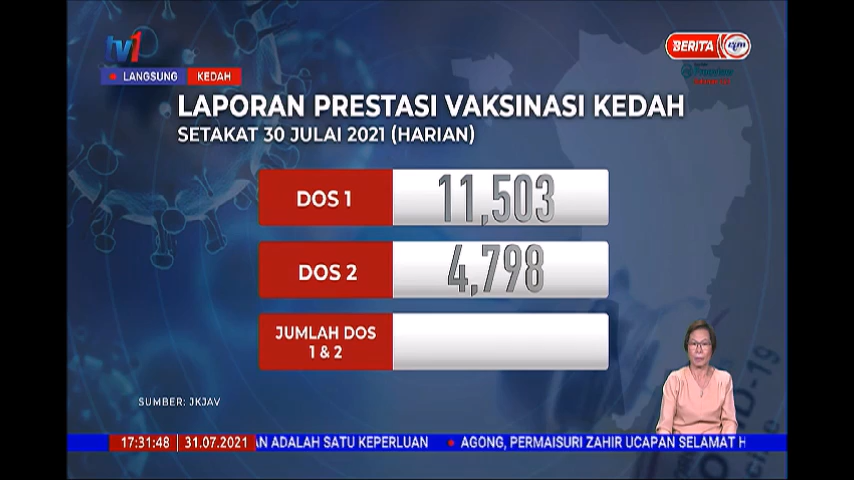 tv1
BERITA rtm
LANGSUNG KEDAH
LAPORAN PRESTASI VAKSINASI KEDAH
SETAKAT 30 JULAI 2021 (HARIAN)
DOS 1 11,503
DOS 2 4,798
JUMLAH DOS
1 & 2
SUMBER: JKJAV
17:31:48 31.07.2021 AN ADALAH SATU KEPERLUAN AGONG, PERMAISURI ZAHIR UCAPAN SELAMAT H